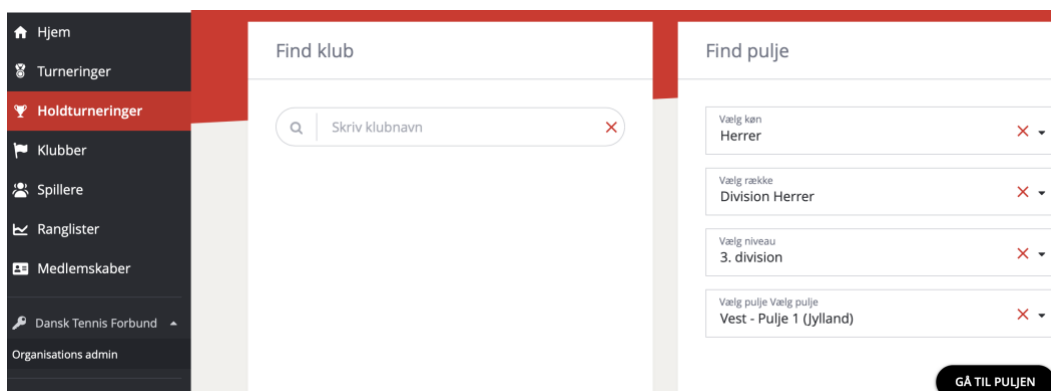 Hjem
Turneringer
Holdturneringer
Klubber
Spillere
Ranglister
Medlemskaber
Dansk Tennis Forbund
Organisations admin
Find klub
Skriv klubnavn
Find pulje
Vælg køn
Herrer
Vælg række
Division Herrer
Vælg niveau
3. division
Vælg pulje Vælg pulje
Vest - Pulje 1 (Jylland)
GÅ TIL PULJEN